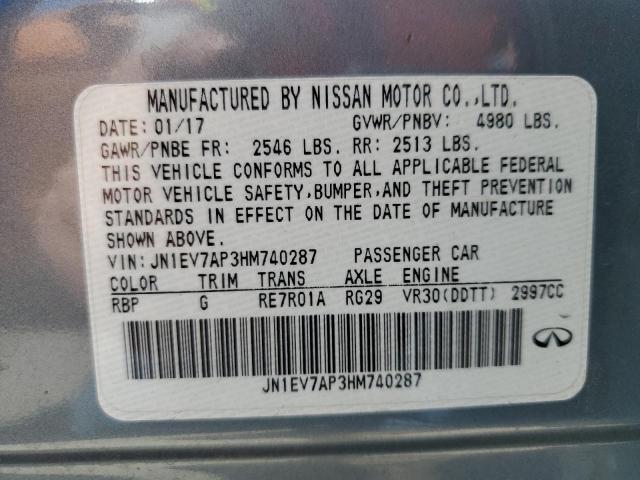 MANUFACTURED BY NISSAN MOTOR CO.,LTD.
DATE: 01/17 GVWR/PNBV: 4980 LBS.
GAWR/PNBE FR: 2546 LBS. RR: 2513 LBS.
THIS VEHICLE CONFORMS TO ALL APPLICABLE FEDERAL
MOTOR VEHICLE SAFETY,BUMPER,AND THEFT PREVENTION
STANDARDS IN EFFECT ON THE DATE OF MANUFACTURE
SHOWN ABOVE.
VIN:JN1EV7AP3HM740287 PASSENGER CAR
COLOR TRIM TRANS AXLE ENGINE
RBP G RE7R01A RG29 VR30(DDTT) 2997CC
JN1EV7AP3HM740287